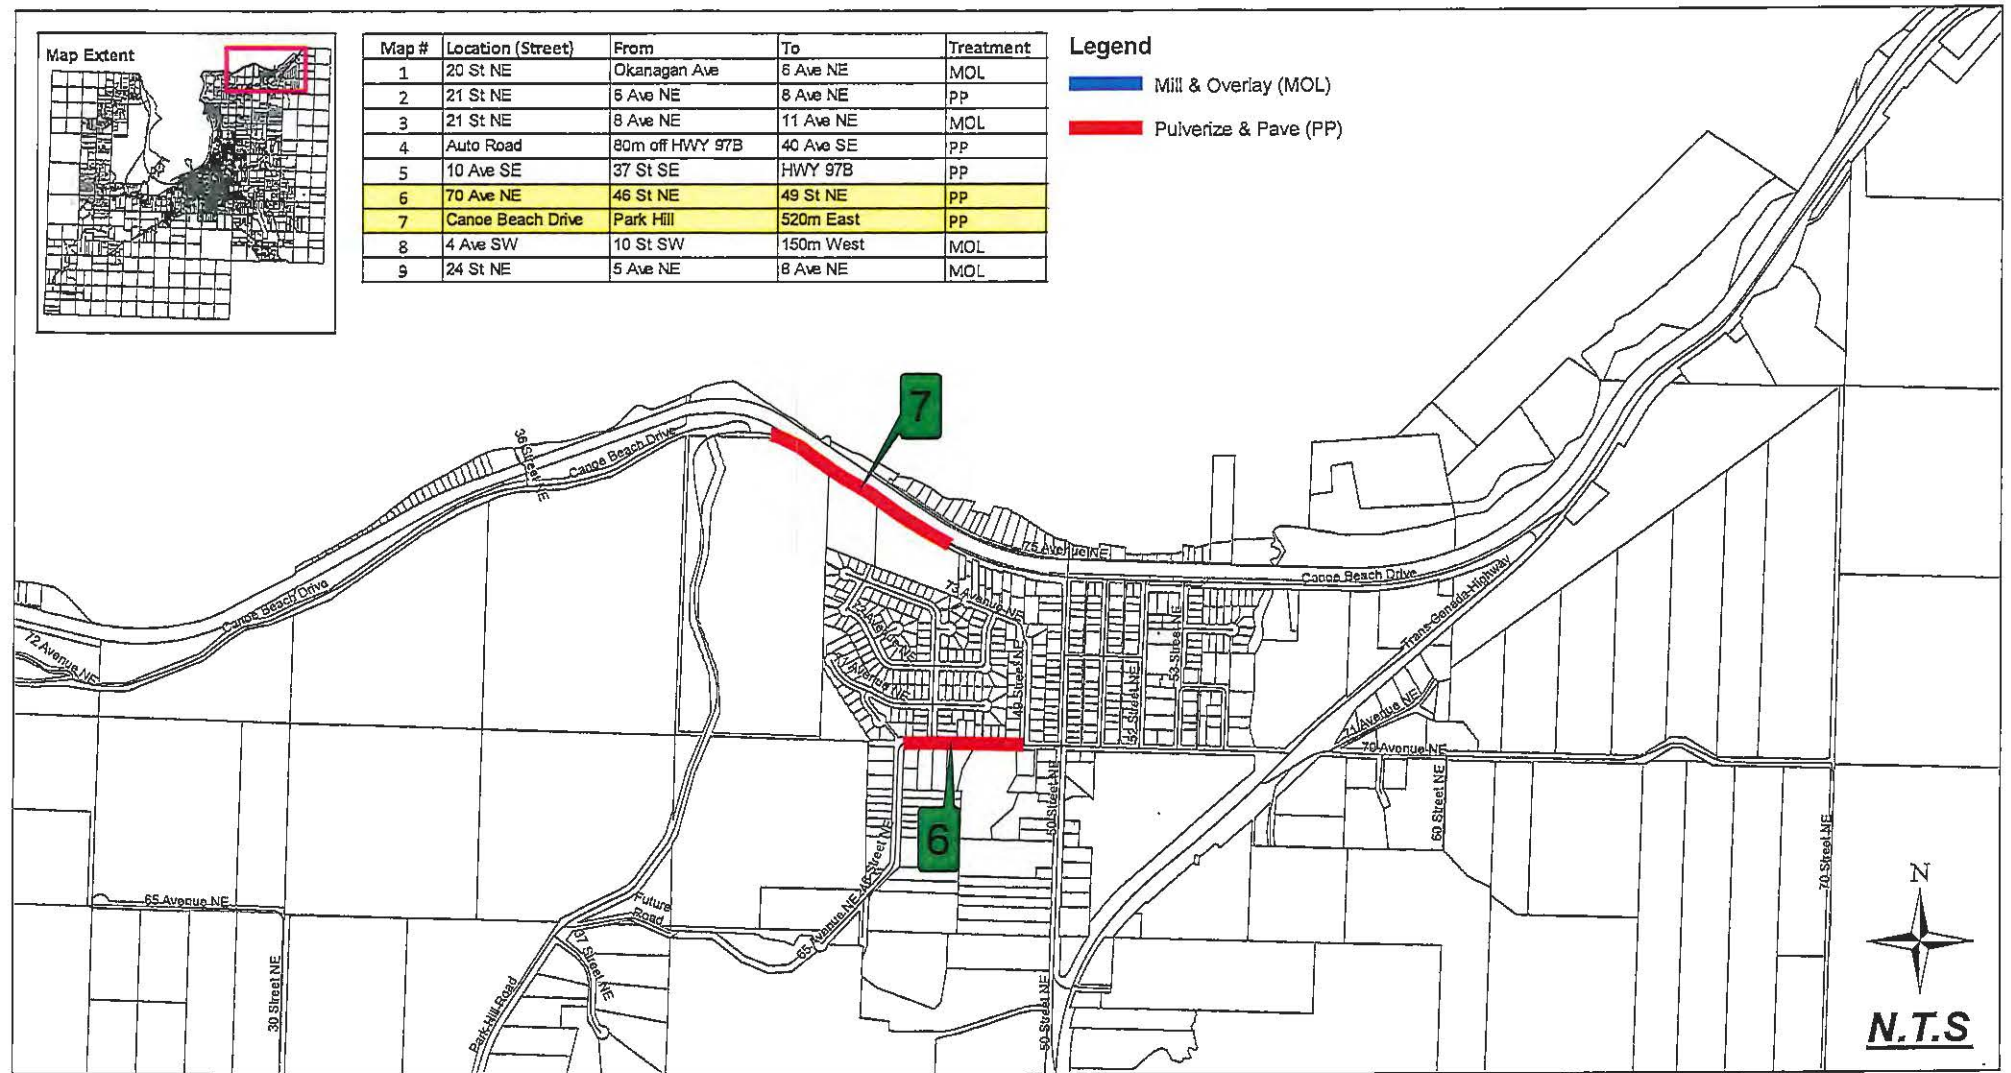 Map Extent
Map # Location (Street) From To Treatment
1 20 St NE Okanagan Ave 6 Ave NE MOL
2 21 St NE 6 Ave NE 8 Ave NE PP
3 21 St NE 8 Ave NE 11 Ave NE MOL
4 Auto Road 80m off HWY 97B 40 Ave SE PP
5 10 Ave SE 37 St SE HWY 97B PP
6 70 Ave NE 46 St NE 49 St NE PP
7 Canoe Beach Drive Park Hill 520m East PP
8 4 Ave SW 10 St SW 150m West MOL
9 24 St NE 5 Ave NE 8 Ave NE MOL
Legend
Mill & Overlay (MOL)
Pulverize & Pave (PP)
7
36 Street NE
Canoe Beach Drive
75 Avenue NE
Canoe Beach Drive
Canoe Beach Drive
Trans Canada Highway
73 Avenue NE
72 Avenue NE
72 Avenue NE
71 Avenue NE
49 Street NE
52 Street NE
53 Street NE
71 Avenue NE
70 Avenue NE
6
50 Street NE
60 Street NE
70 Street NE
46 Street NE
65 Avenue NE
65 Avenue NE
Future
Road
37 Street NE
30 Street NE
Park Hill Road
50 Street NE
N
N.T.S